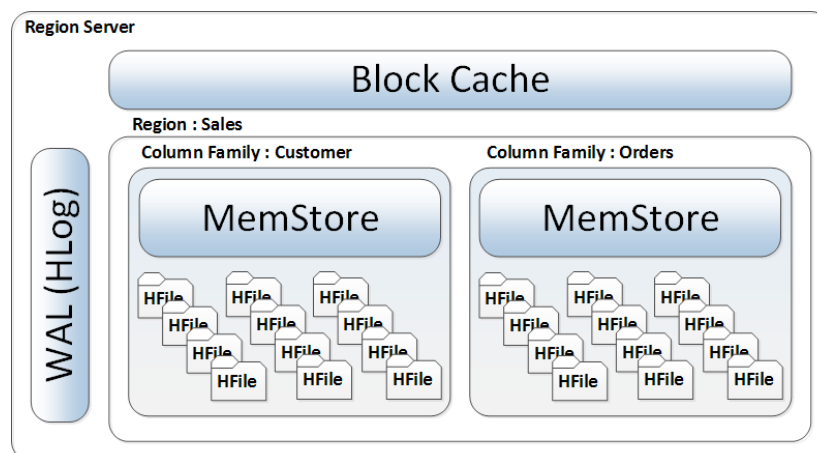 Region Server
Block Cache
Region : Sales
WAL (HLog)
Column Family : Customer
Column Family : Orders
MemStore
MemStore
HFile HFile HFile
HFile HFile HFile
HFile HFile HFile
HFile HFile HFile
HFile HFile HFile
HFile HFile HFile
HFile HFile HFile
HFile HFile HFile